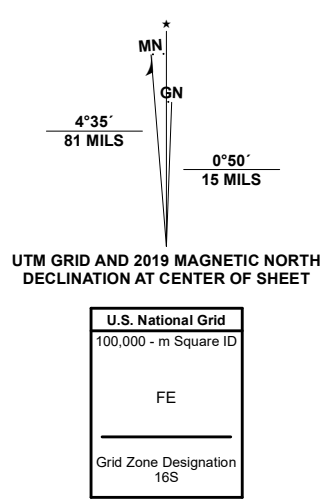 ★
MN
GN
4°35´
81 MILS
0°50´
15 MILS
UTM GRID AND 2019 MAGNETIC NORTH
DECLINATION AT CENTER OF SHEET
U.S. National Grid
100,000 - m Square ID
FE
Grid Zone Designation
16S